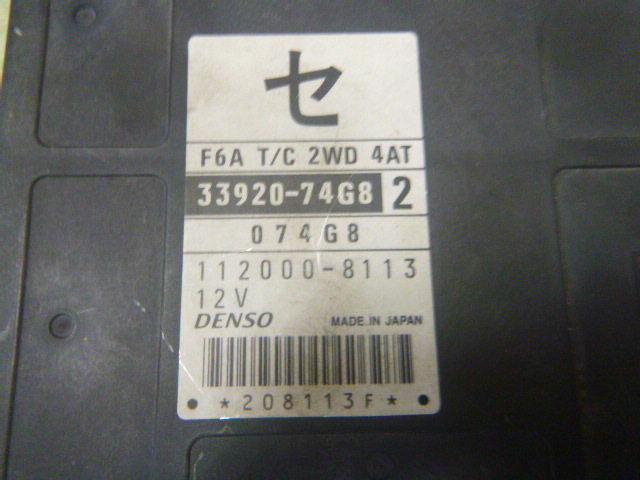 セ
F6A T/C 2WD 4AT
33920-74G8 2
074G8
112000-8113
12V
DENSO MADE IN JAPAN
*208113F*